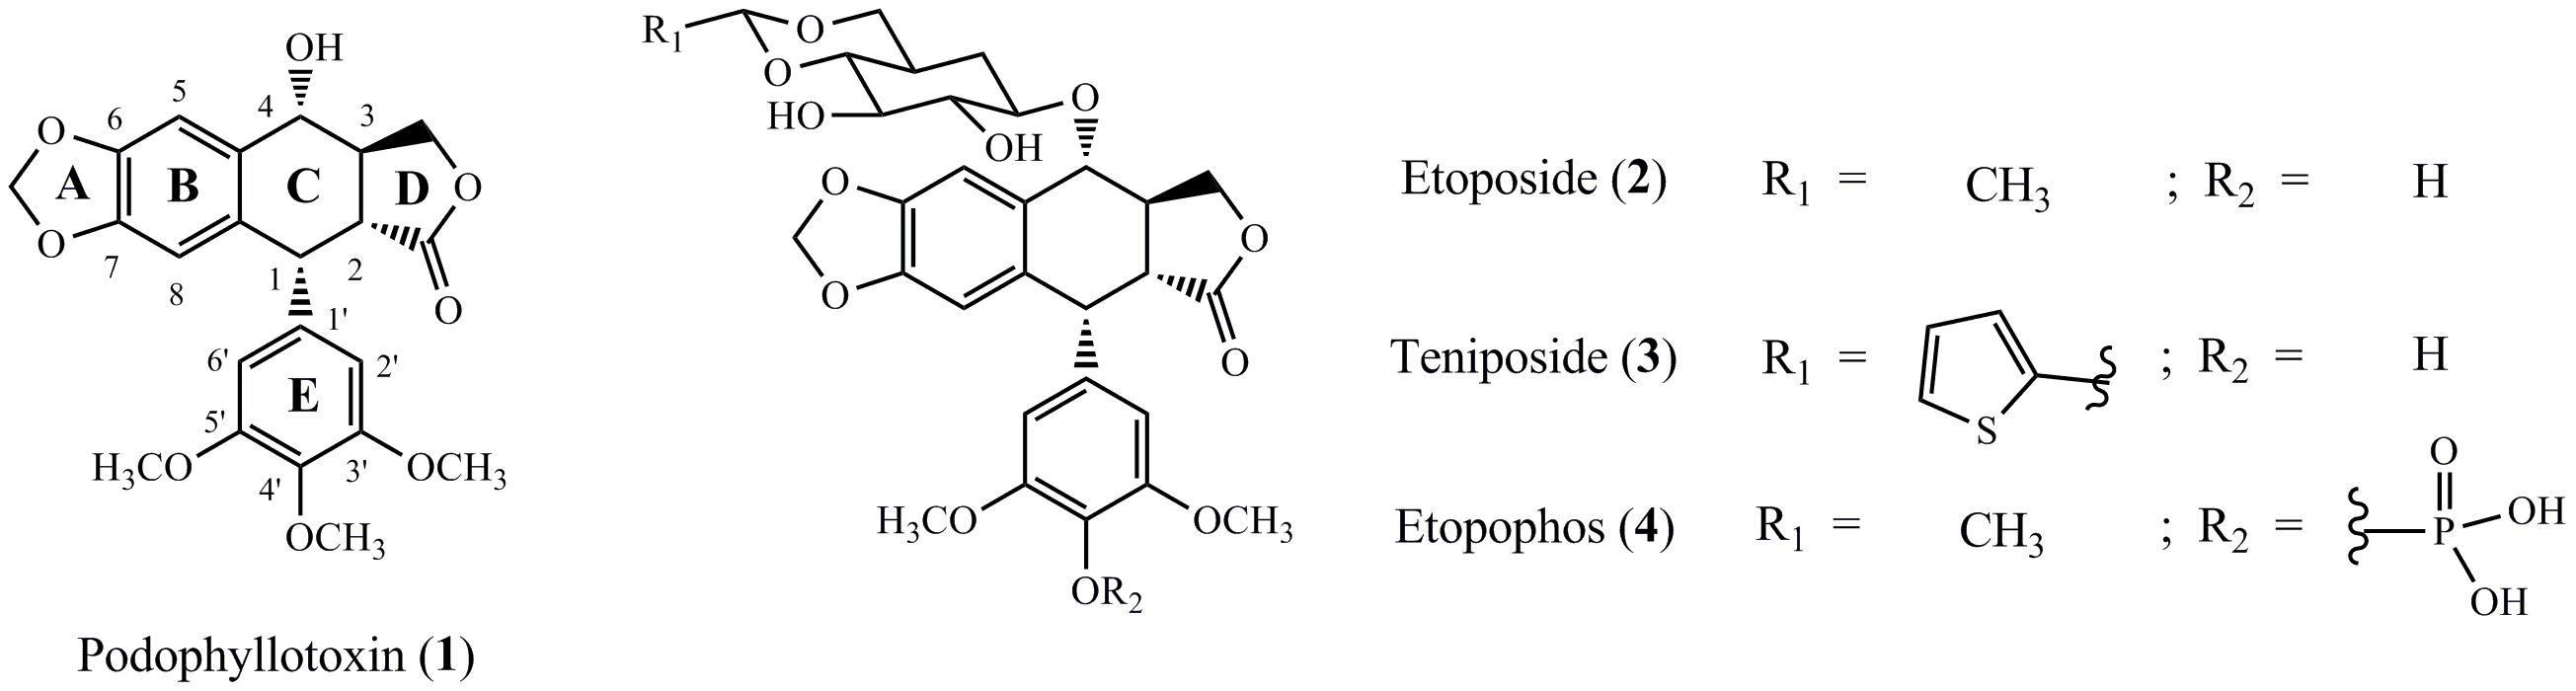 OH
5
4
3
6
O
A
B
C
D
O
O
7
8
1
2
O
1'
6'
2'
E
5'
3'
4'
H₃CO
OCH₃
OCH₃
Podophyllotoxin (1)
R₁
O
O
HO
OH
O
O
O
O
O
H₃CO
OCH₃
OR₂
Etoposide (2) R₁ = CH₃ ; R₂ = H
Teniposide (3) R₁ = S ; R₂ = H
Etopophos (4) R₁ = CH₃ ; R₂ = O P OH OH